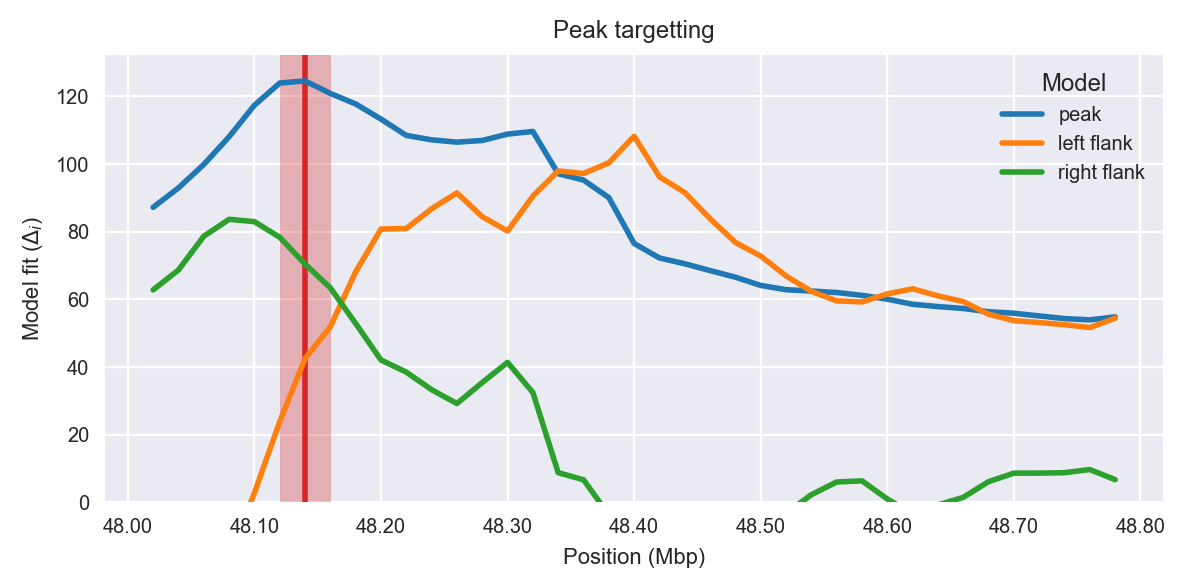 Peak targetting
Model
peak
left flank
right flank
Model fit (Δi)
120
100
80
60
40
20
0
48.00 48.10 48.20 48.30 48.40 48.50 48.60 48.70 48.80
Position (Mbp)